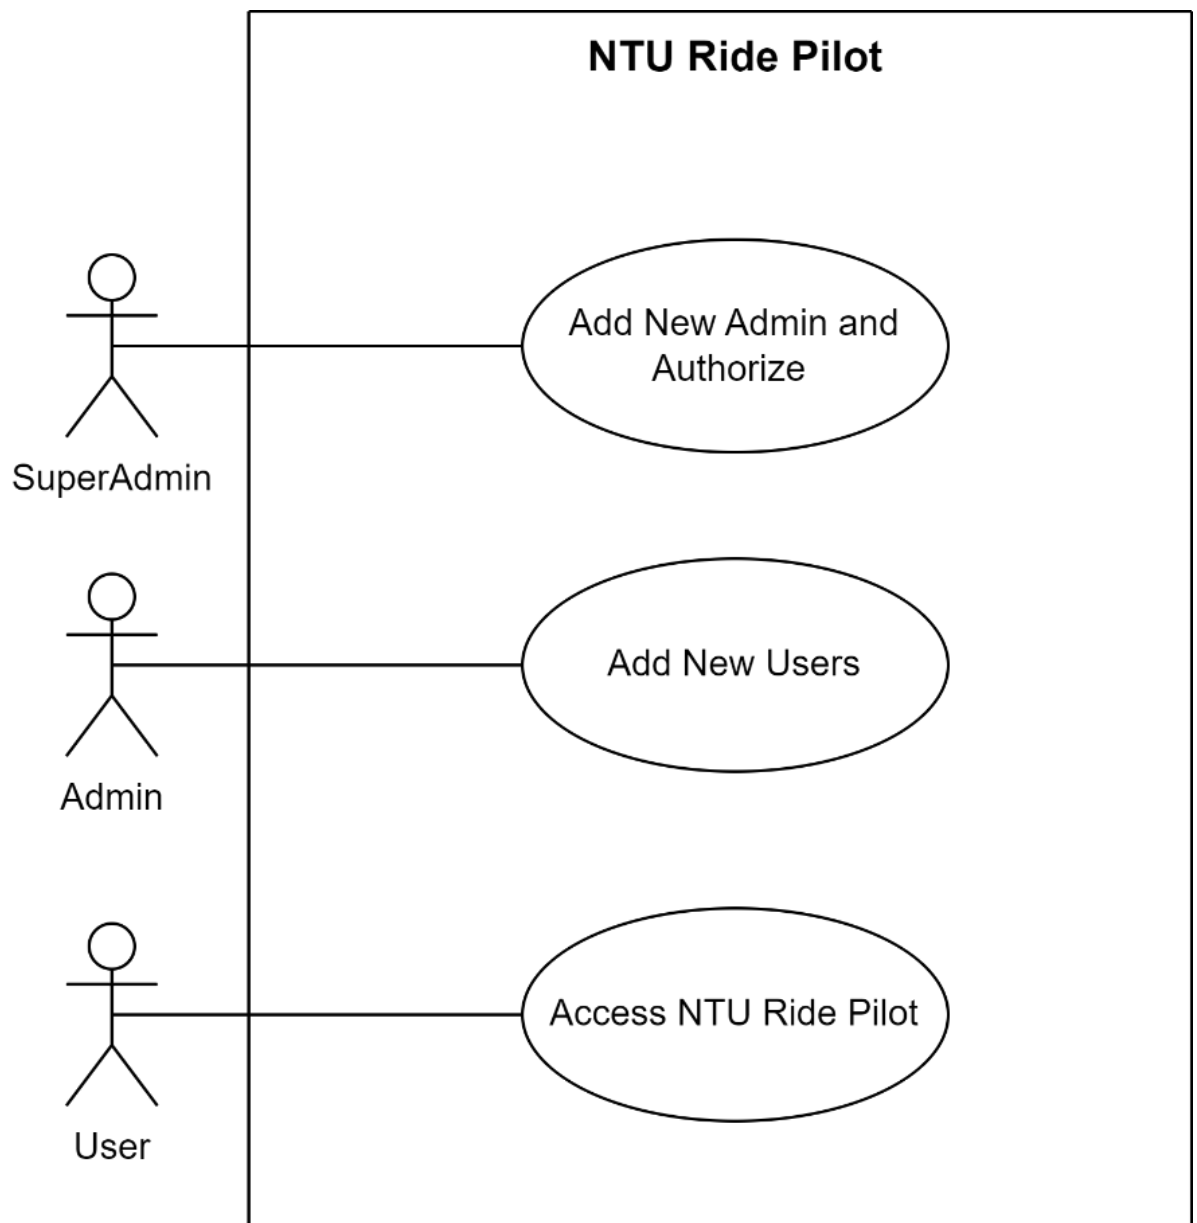 NTU Ride Pilot
Add New Admin and
Authorize
SuperAdmin
Add New Users
Admin
Access NTU Ride Pilot
User